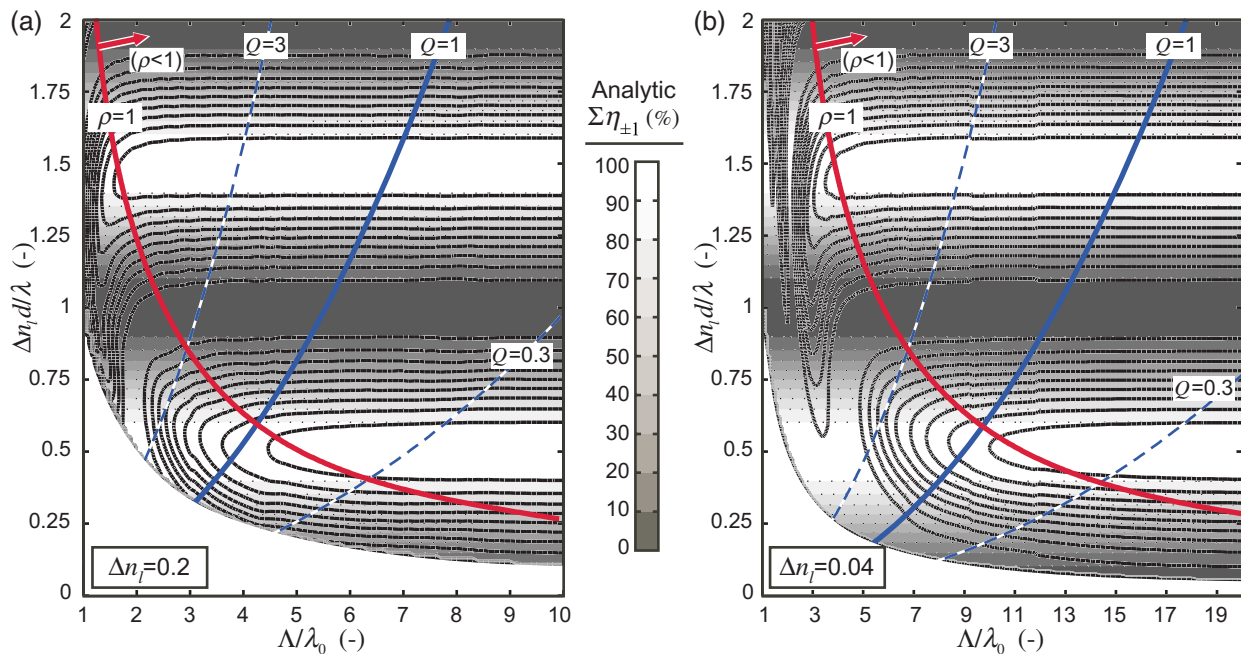 (a)
2
1.75
1.5
1.25
1
0.75
0.5
0.25
0
Δn_l d/λ (-)
(ρ<1)
ρ=1
Q=3
Q=1
Q=0.3
Δn_l=0.2
1 2 3 4 5 6 7 8 9 10
Λ/λ_0 (-)
Analytic
Ση_±1 (%)
100
90
80
70
60
50
40
30
20
10
0
(b)
2
1.75
1.5
1.25
1
0.75
0.5
0.25
0
Δn_l d/λ (-)
(ρ<1)
ρ=1
Q=3
Q=1
Q=0.3
Δn_l=0.04
1 3 5 7 9 11 13 15 17 19
Λ/λ_0 (-)